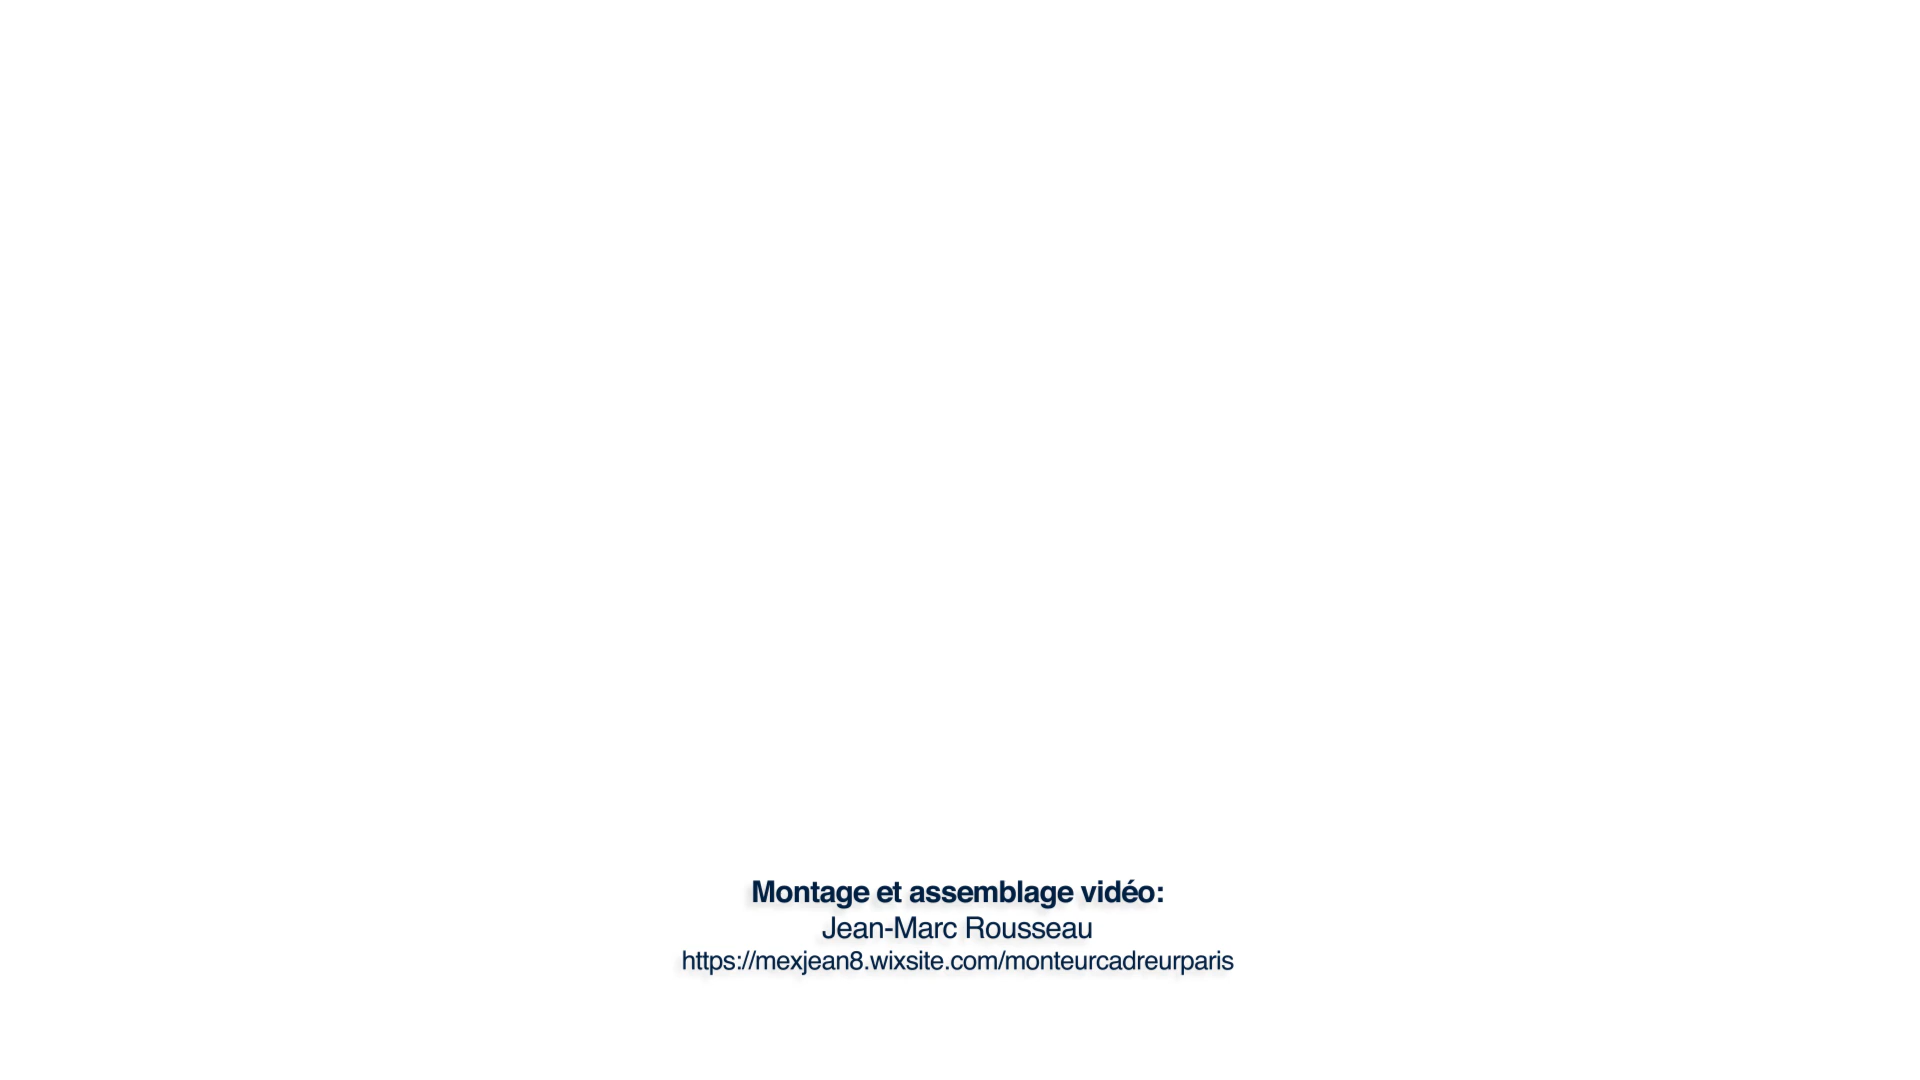 Montage et assemblage vidéo:
Jean-Marc Rousseau
https://mexjean8.wixsite.com/monteurcadreurparis